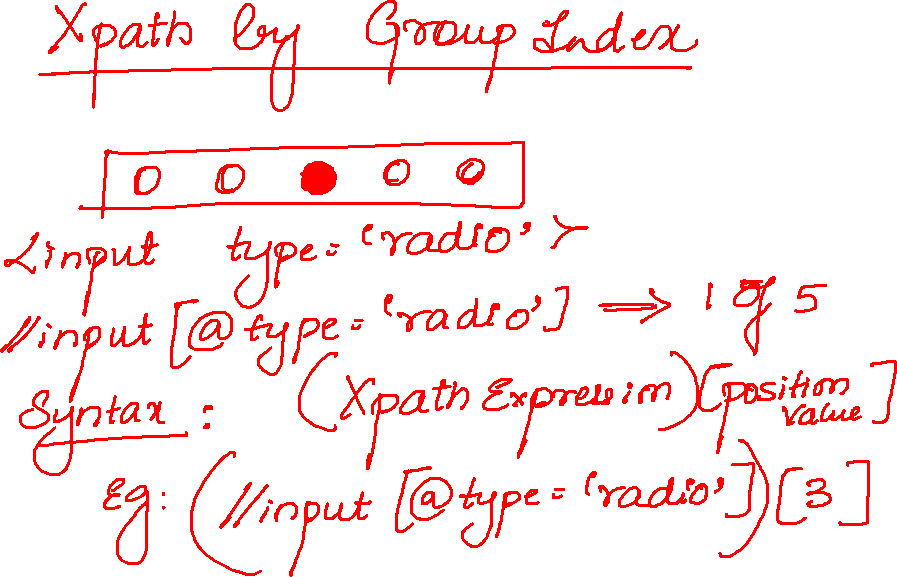 Xpath by Group Index
<input type='radio'>
//input[@type='radio'] ⇒ 1 of 5
Syntax : (Xpath Expression)[position value]
Eg: (//input [@type='radio'])[3]